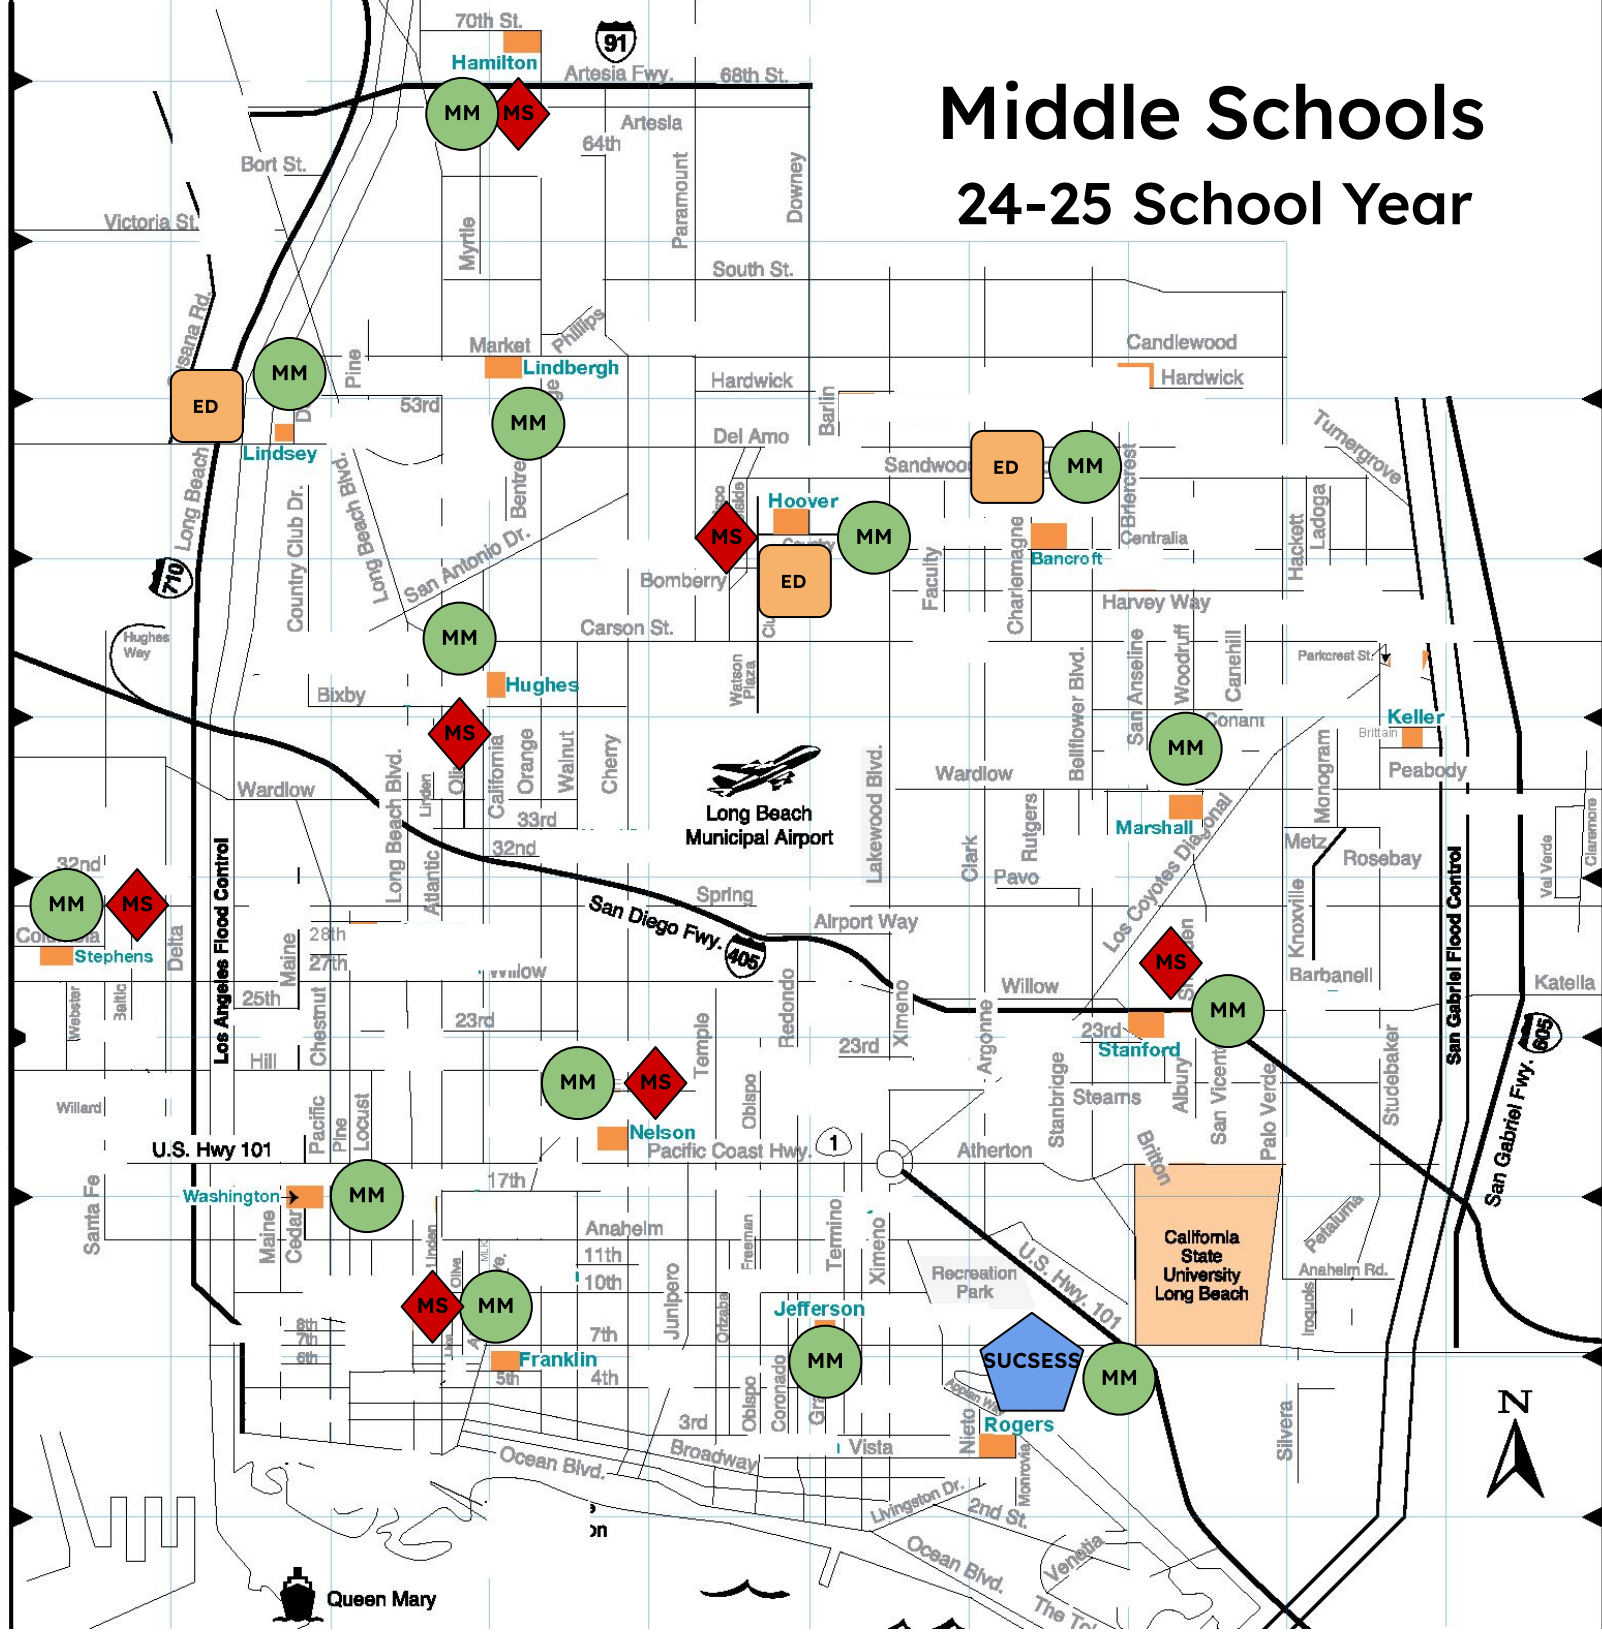 Middle Schools
24-25 School Year
70th St.
Hamilton
91
Artesia Fwy.
68th St.
MM
MS
Artesia
64th
Bort St.
Victoria St.
Myrtle
Paramount
Downey
South St.
Susana Rd.
Phillips
Market
Lindbergh
Pine
MM
ED
53rd
MM
Lindsey
Hardwick
Barlin
Candlewood
Hardwick
Del Amo
Turnergrove
Sandwood
ED
MM
Briercrest
Long Beach
Long Beach Blvd.
Country Club Dr.
Bentree
San Antonio Dr.
Hoover
MS
MM
ED
Bomberry
Faculty
Charlemagne
Bancroft
Centralia
Hackett
Ladoga
Harvey Way
710
Hughes
Way
MM
Carson St.
Watson
Plaza
Bixby
Hughes
MS
Bellflower Blvd.
San Anseline
Woodruff
Canehill
Parkcrest St.
Conant
MM
Keller
Brittain
Peabody
Wardlow
Long Beach Blvd.
Linden
California
Orange
Walnut
Cherry
Long Beach
Municipal Airport
Lakewood Blvd.
Wardlow
Clark
Rutgers
Pavo
Marshall
Los Coyotes Diagonal
Monogram
Metz
Rosebay
Knoxville
Val Verde
Claremore
33rd
32nd
Atlantic
Spring
San Diego Fwy.
405
Airport Way
32nd
MM
MS
Columbia
Stephens
Delta
Los Angeles Flood Control
Maine
28th
27th
Willow
25th
Webster
Baltic
Chestnut
23rd
Hill
Redondo
Ximeno
23rd
Temple
Argonne
Willow
MS
MM
23rd
Stanford
Barbanell
Katella
San Gabriel Flood Control
605
San Gabriel Fwy.
Stanbridge
Stearns
Albury
San Vicente
Palo Verde
Studebaker
Willard
Pacific
Pine
Locust
U.S. Hwy 101
MM
MS
Nelson
Obispo
Pacific Coast Hwy.
1
Atherton
Britton
Santa Fe
Washington
MM
17th
Maine
Cedar
Linden
Olive
MLK
Anaheim
11th
10th
Junipero
Freeman
Termino
Ximeno
Orizaba
Recreation
Park
U.S. Hwy. 101
California
State
University
Long Beach
Petaluma
Anaheim Rd.
Iroquois
MS
MM
8th
7th
6th
7th
Franklin
5th
4th
Jefferson
MM
SUCSESS
MM
Appian Way
Rogers
Nieto
Monrovia
Obispo
Coronado
3rd
Broadway
Vista
Ocean Blvd.
Livingston Dr.
2nd St.
Silvera
N
Ocean Blvd.
Venetia
Queen Mary